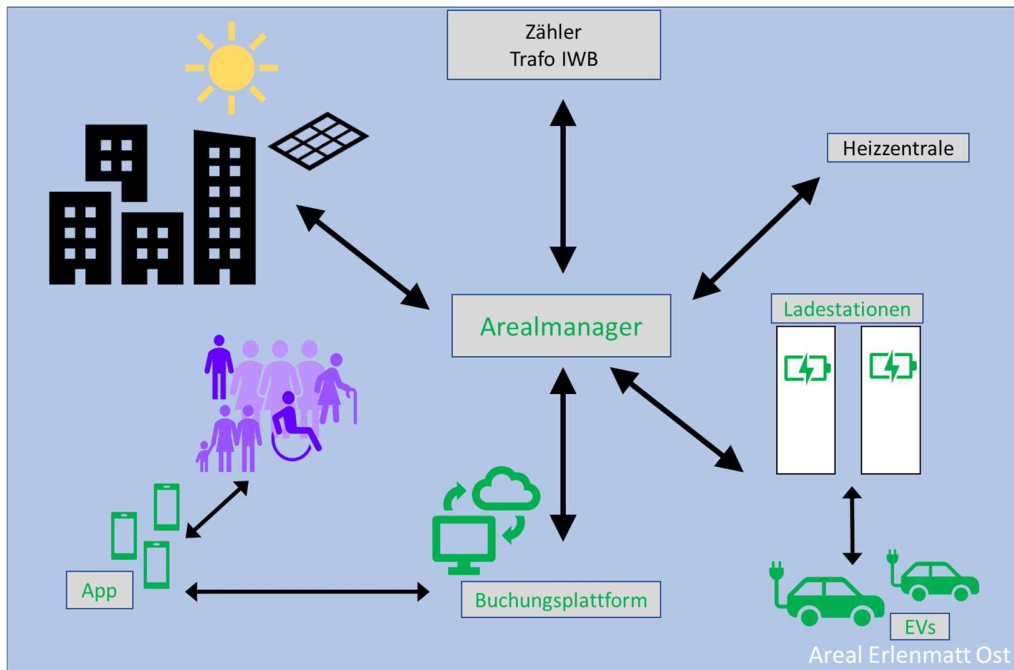 Zähler
Trafo IWB
Heizzentrale
Arealmanager
Ladestationen
App
Buchungsplattform
EVs
Areal Erlenmatt Ost